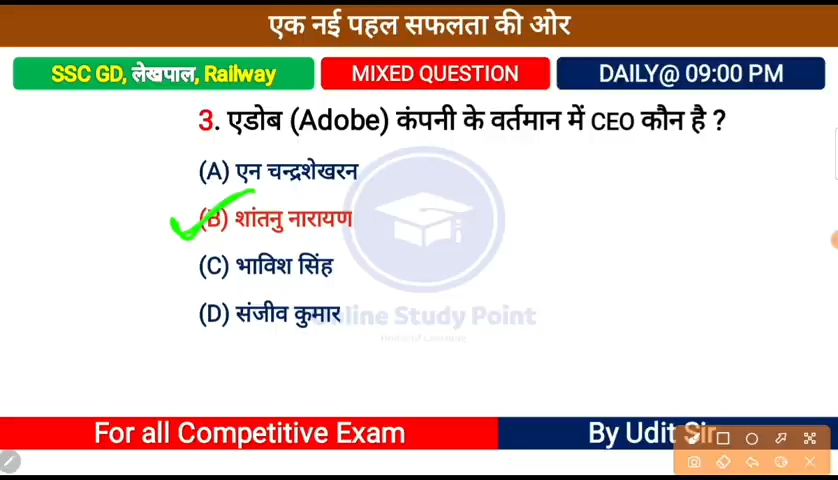 एक नई पहल सफलता की ओर
SSC GD, लेखपाल, Railway
MIXED QUESTION
DAILY@ 09:00 PM
3. एडोब (Adobe) कंपनी के वर्तमान में CEO कौन है ?
(A) एन चन्द्रशेखरन
(B) शांतनु नारायण
(C) भाविश सिंह
(D) संजीव कुमार
Online Study Point
For all Competitive Exam
By Udit Sir